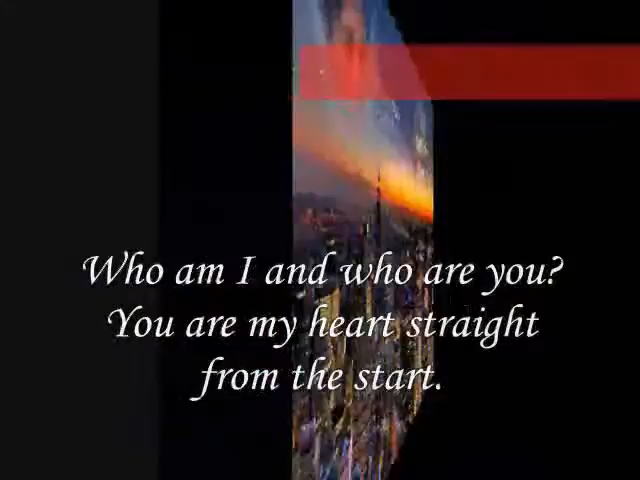 Who am I and who are you?
You are my heart straight
from the start.